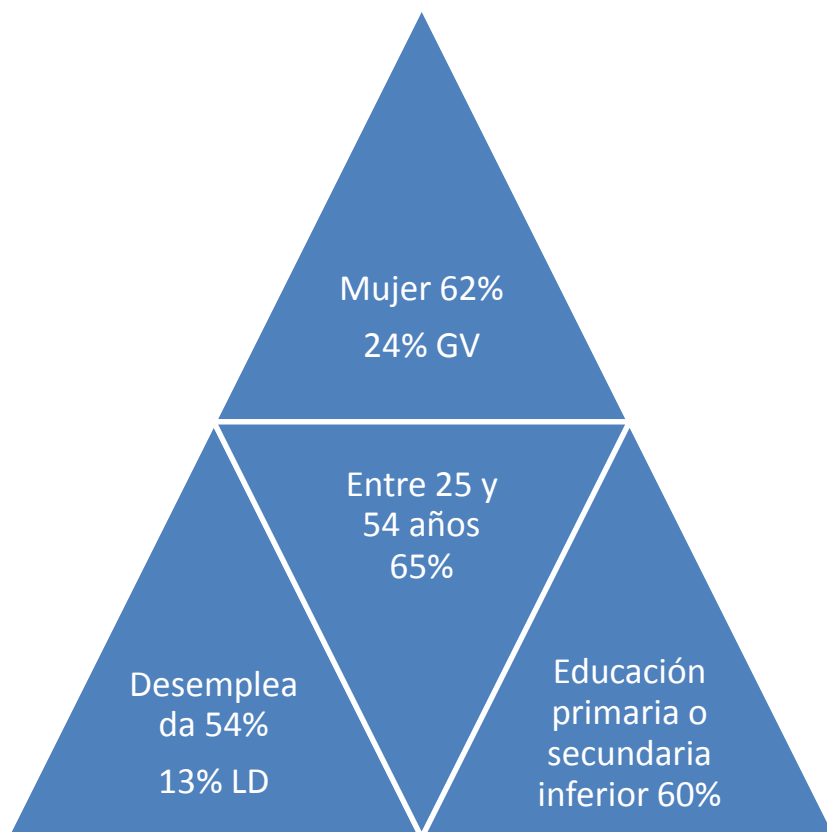 Mujer 62%
24% GV
Entre 25 y
54 años
65%
Desemplea
da 54%
13% LD
Educación
primaria o
secundaria
inferior 60%